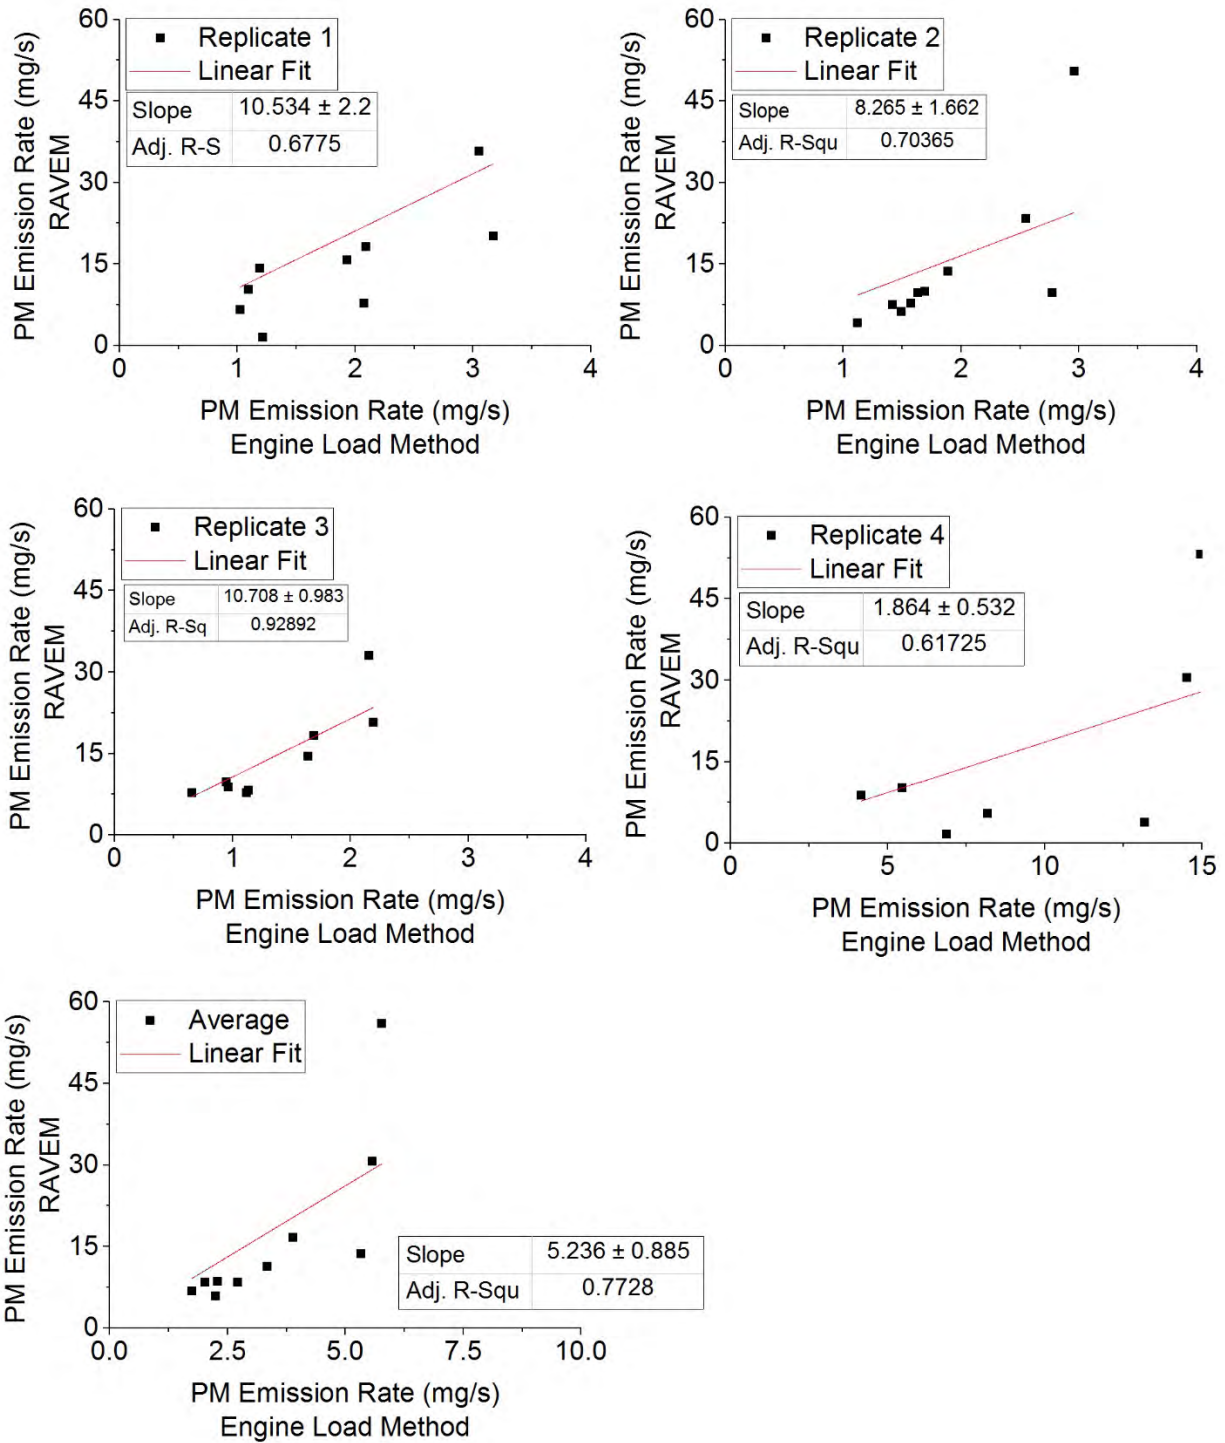 PM Emission Rate (mg/s)
RAVEM
60
45
30
15
0
Replicate 1
Linear Fit
Slope 10.534 ± 2.2
Adj. R-S 0.6775
0 1 2 3 4
PM Emission Rate (mg/s)
Engine Load Method
PM Emission Rate (mg/s)
RAVEM
60
45
30
15
0
Replicate 2
Linear Fit
Slope 8.265 ± 1.662
Adj. R-Squ 0.70365
0 1 2 3 4
PM Emission Rate (mg/s)
Engine Load Method
PM Emission Rate (mg/s)
RAVEM
60
45
30
15
0
Replicate 3
Linear Fit
Slope 10.708 ± 0.983
Adj. R-Sq 0.92892
0 1 2 3 4
PM Emission Rate (mg/s)
Engine Load Method
PM Emission Rate (mg/s)
RAVEM
60
45
30
15
0
Replicate 4
Linear Fit
Slope 1.864 ± 0.532
Adj. R-Squ 0.61725
0 5 10 15
PM Emission Rate (mg/s)
Engine Load Method
PM Emission Rate (mg/s)
RAVEM
60
45
30
15
0
Average
Linear Fit
Slope 5.236 ± 0.885
Adj. R-Squ 0.7728
0.0 2.5 5.0 7.5 10.0
PM Emission Rate (mg/s)
Engine Load Method